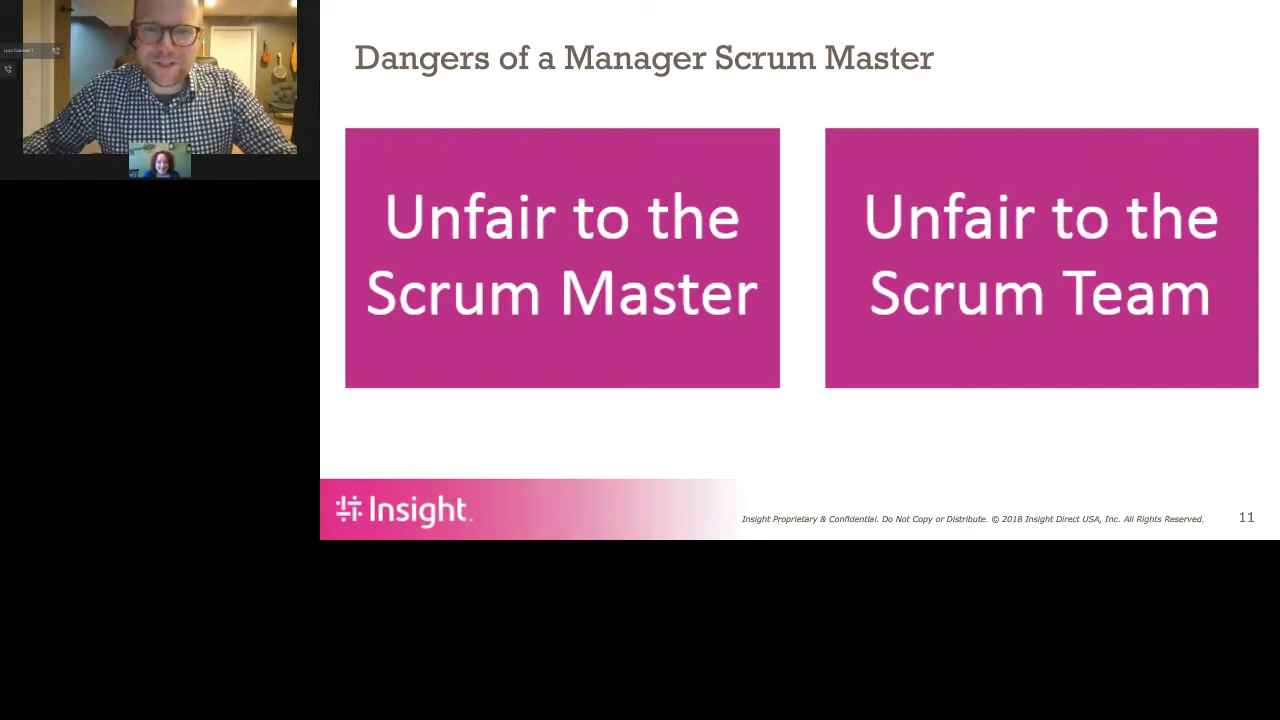 Dangers of a Manager Scrum Master
Unfair to the
Scrum Master
Unfair to the
Scrum Team
Insight.
Insight Proprietary & Confidential. Do Not Copy or Distribute. © 2018 Insight Direct USA, Inc. All Rights Reserved.
11